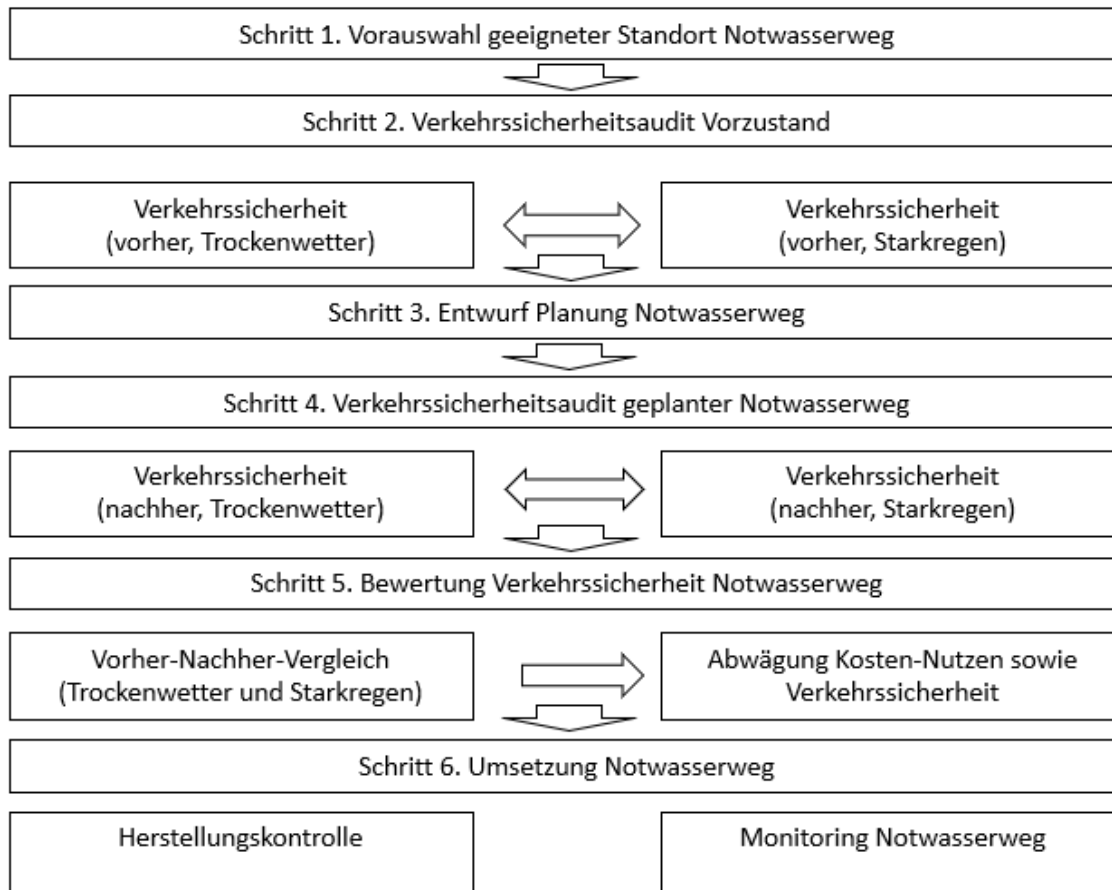 Schritt 1. Vorauswahl geeigneter Standort Notwasserweg
Schritt 2. Verkehrssicherheitsaudit Vorzustand
Verkehrssicherheit
(vorher, Trockenwetter)
Verkehrssicherheit
(vorher, Starkregen)
Schritt 3. Entwurf Planung Notwasserweg
Schritt 4. Verkehrssicherheitsaudit geplanter Notwasserweg
Verkehrssicherheit
(nachher, Trockenwetter)
Verkehrssicherheit
(nachher, Starkregen)
Schritt 5. Bewertung Verkehrssicherheit Notwasserweg
Vorher-Nachher-Vergleich
(Trockenwetter und Starkregen)
Abwägung Kosten-Nutzen sowie
Verkehrssicherheit
Schritt 6. Umsetzung Notwasserweg
Herstellungskontrolle
Monitoring Notwasserweg